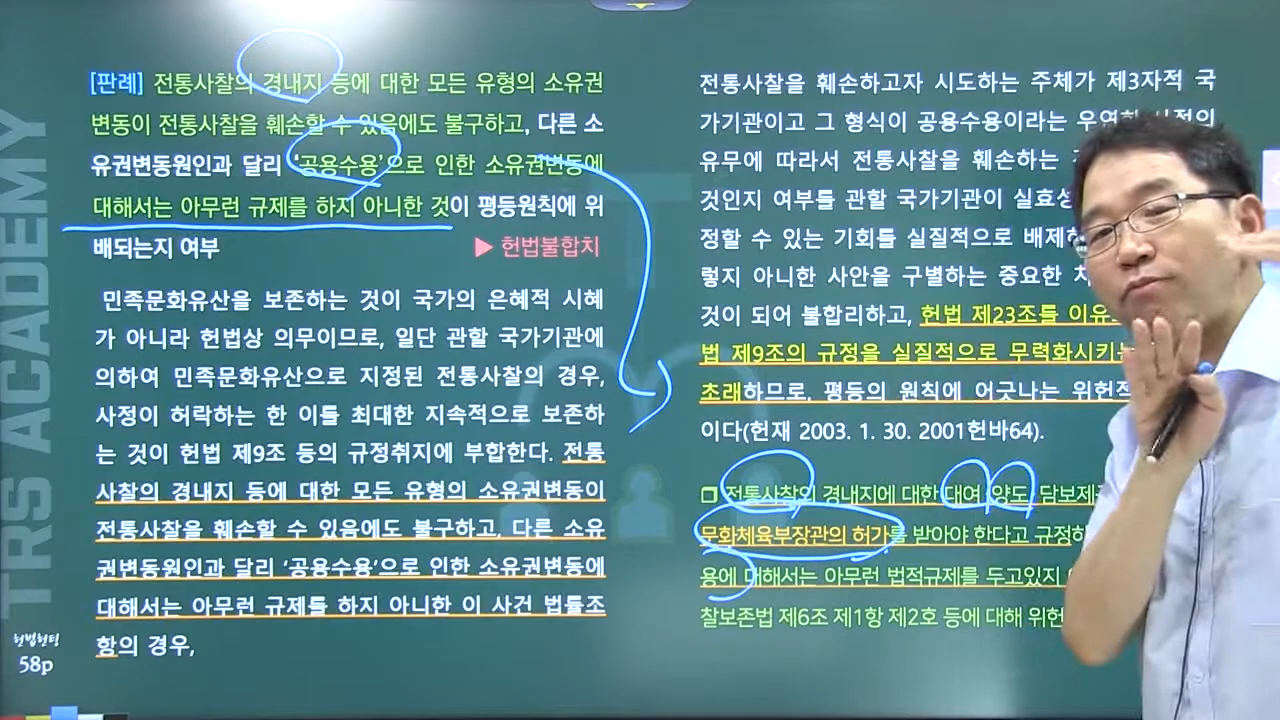 [판례] 전통사찰의 경내지 등에 대한 모든 유형의 소유권
변동이 전통사찰을 훼손할 수 있음에도 불구하고, 다른 소
유권변동원인과 달리 ‘공용수용’으로 인한 소유권변동에
대해서는 아무런 규제를 하지 아니한 것이 평등원칙에 위
배되는지 여부
▶ 헌법불합치
민족문화유산을 보존하는 것이 국가의 은혜적 시혜
가 아니라 헌법상 의무이므로, 일단 관할 국가기관에
의하여 민족문화유산으로 지정된 전통사찰의 경우,
사정이 허락하는 한 이를 최대한 지속적으로 보존하
는 것이 헌법 제9조 등의 규정취지에 부합한다. 전통
사찰의 경내지 등에 대한 모든 유형의 소유권변동이
전통사찰을 훼손할 수 있음에도 불구하고, 다른 소유
권변동원인과 달리 ‘공용수용’으로 인한 소유권변동에
대해서는 아무런 규제를 하지 아니한 이 사건 법률조
항의 경우,
전통사찰을 훼손하고자 시도하는 주체가 제3자적 국
가기관이고 그 형식이 공용수용이라는 우연한
유무에 따라서 전통사찰을 훼손하는
것인지 여부를 관할 국가기관이
정할 수 있는 기회를 실질적으로
렇지 아니한 사안을 구별하는 중요한
것이 되어 불합리하고, 헌법 제23조를
법 제9조의 규정을 실질적으로 무력화시키는
초래하므로, 평등의 원칙에 어긋나는
이다(헌재 2003. 1. 30. 2001헌바64).
❒ 전통사찰의 경내지에 대한 대여, 양도,
문화체육부장관의 허가를 받아야 한다고
용에 대해서는 아무런 법적규제를 두고있지
찰보존법 제6조 제1항 제2호 등에 대해
TRS ACADEMY
헌법헌팅
58p